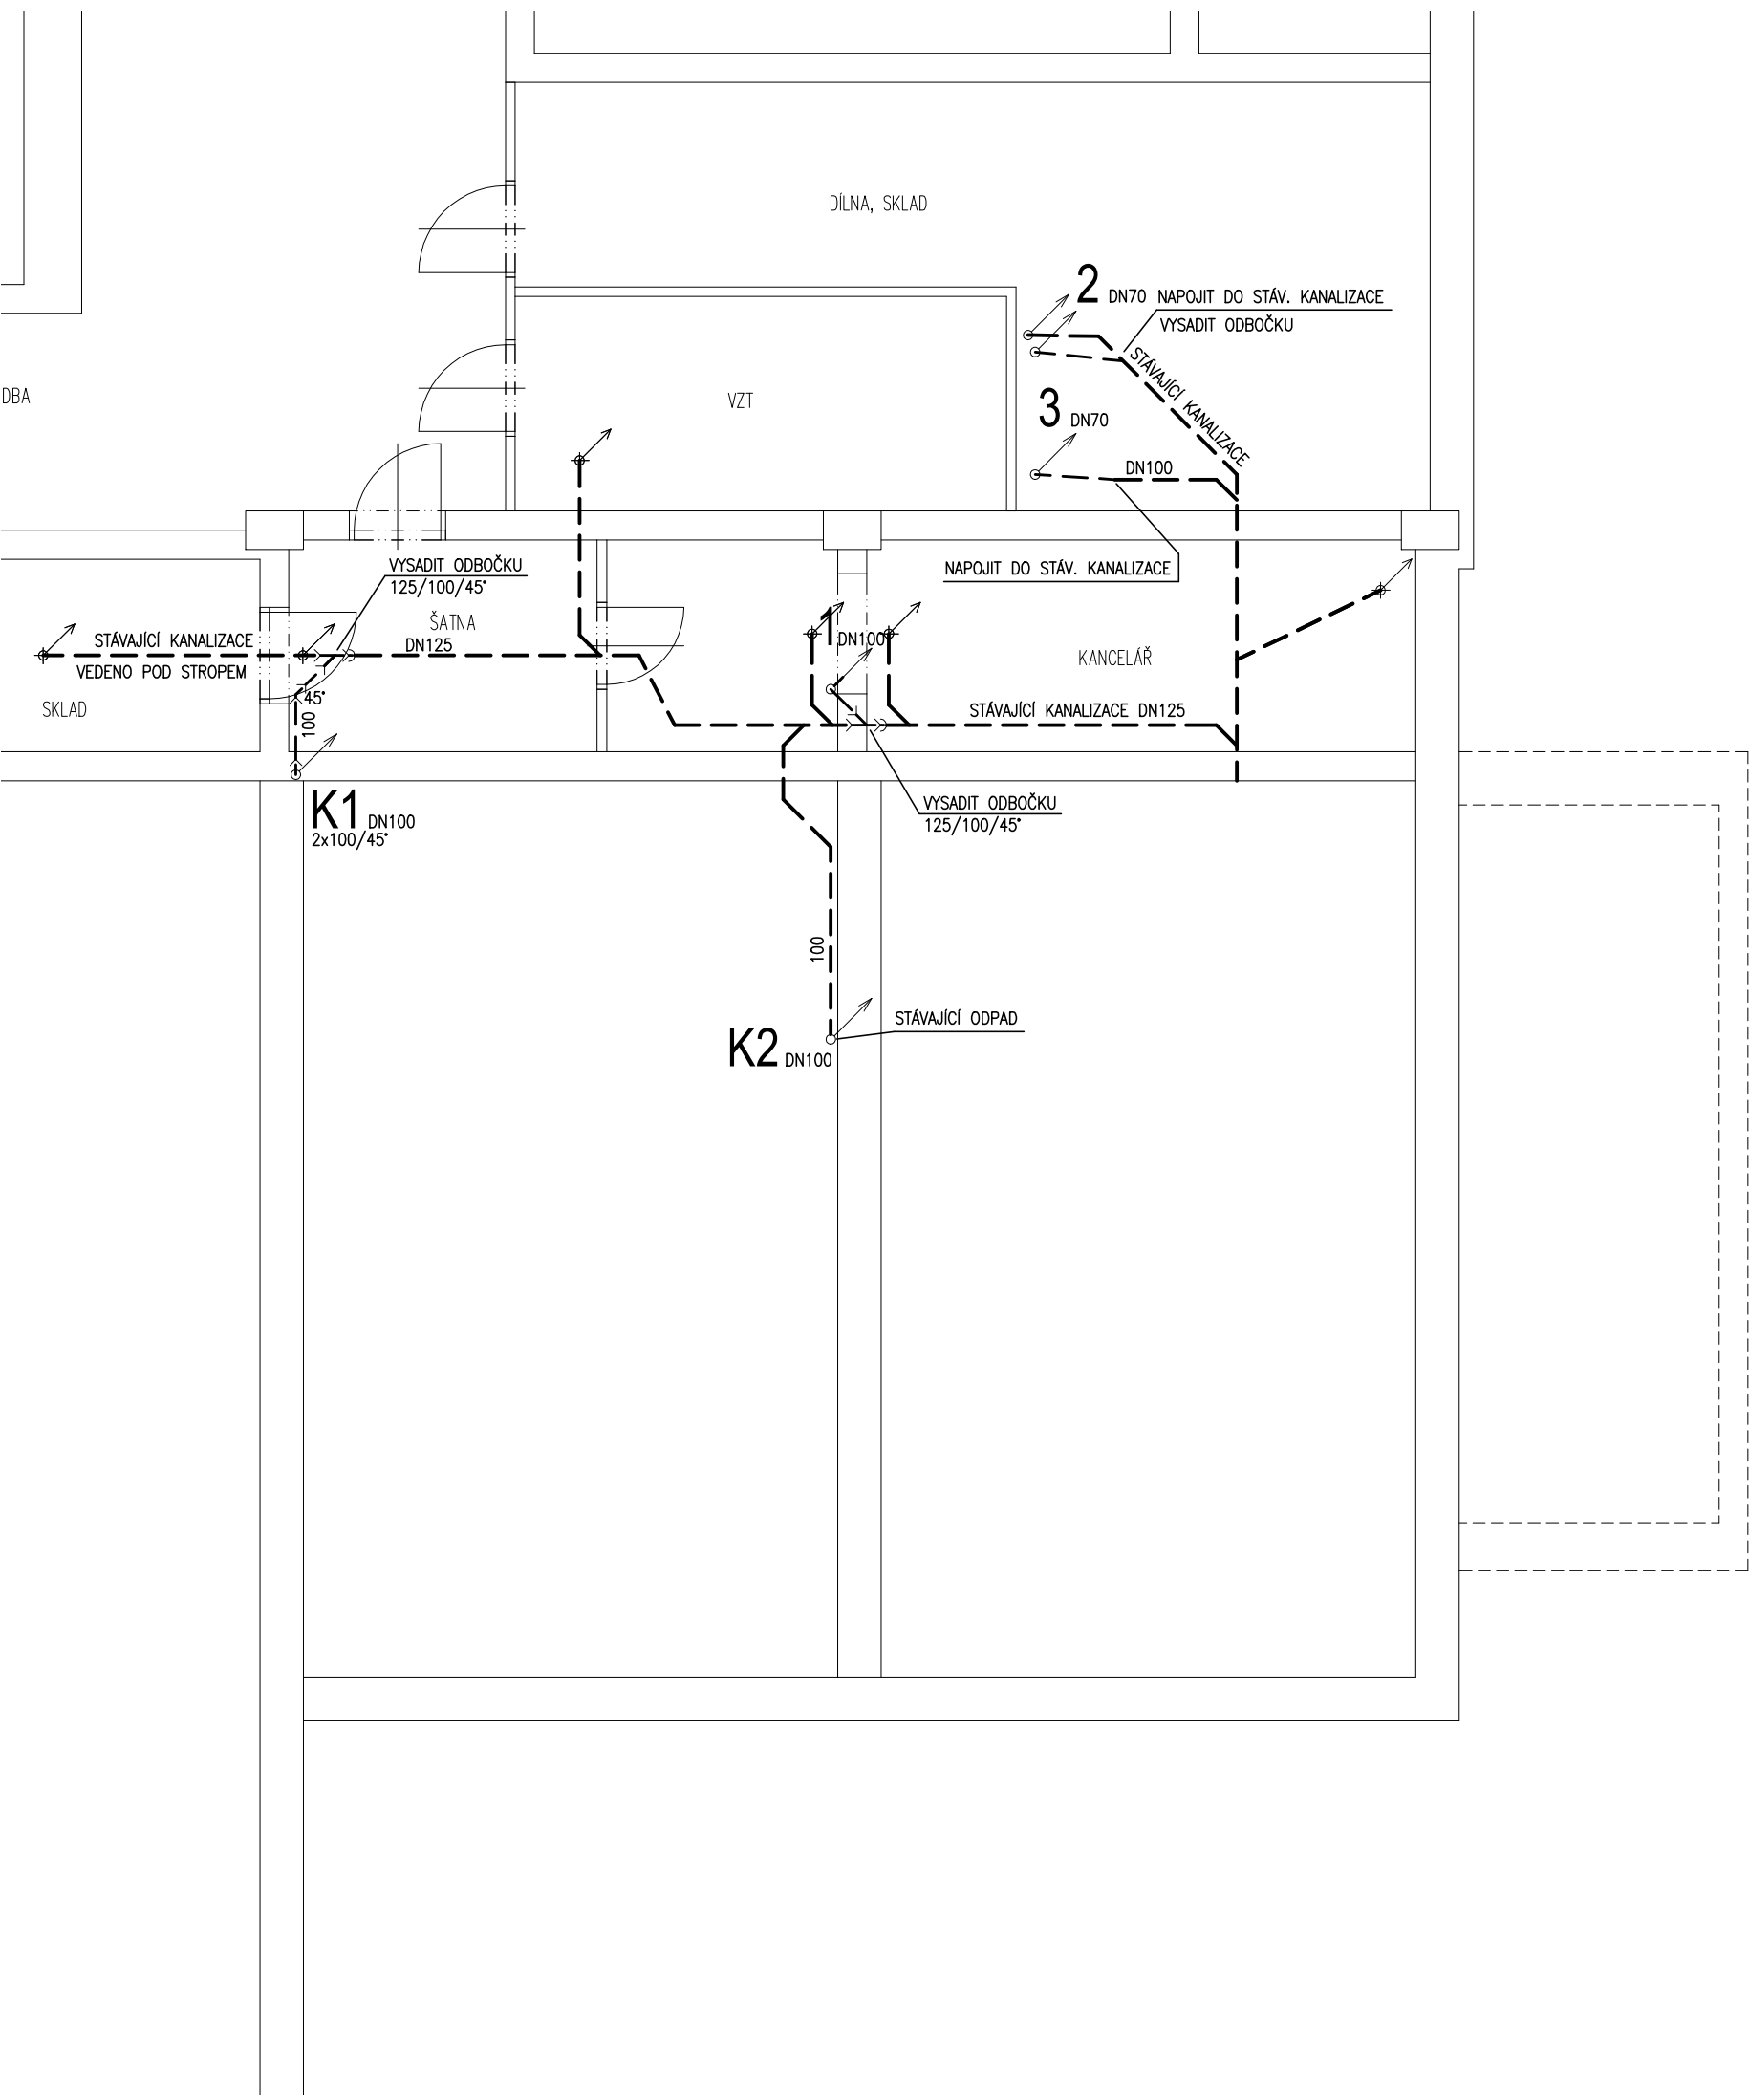 DÍLNA, SKLAD
2 DN70 NAPOJIT DO STÁV. KANALIZACE
VYSADIT ODBOČKU
STÁVAJÍCÍ KANALIZACE
DBA
VZT
3 DN70
DN100
VYSADIT ODBOČKU
125/100/45°
NAPOJIT DO STÁV. KANALIZACE
ŠATNA
DN125
STÁVAJÍCÍ KANALIZACE
VEDENO POD STROPEM
1 DN100
KANCELÁŘ
SKLAD
45°
100
STÁVAJÍCÍ KANALIZACE DN125
K1 DN100
2x100/45°
VYSADIT ODBOČKU
125/100/45°
100
STÁVAJÍCÍ ODPAD
K2 DN100